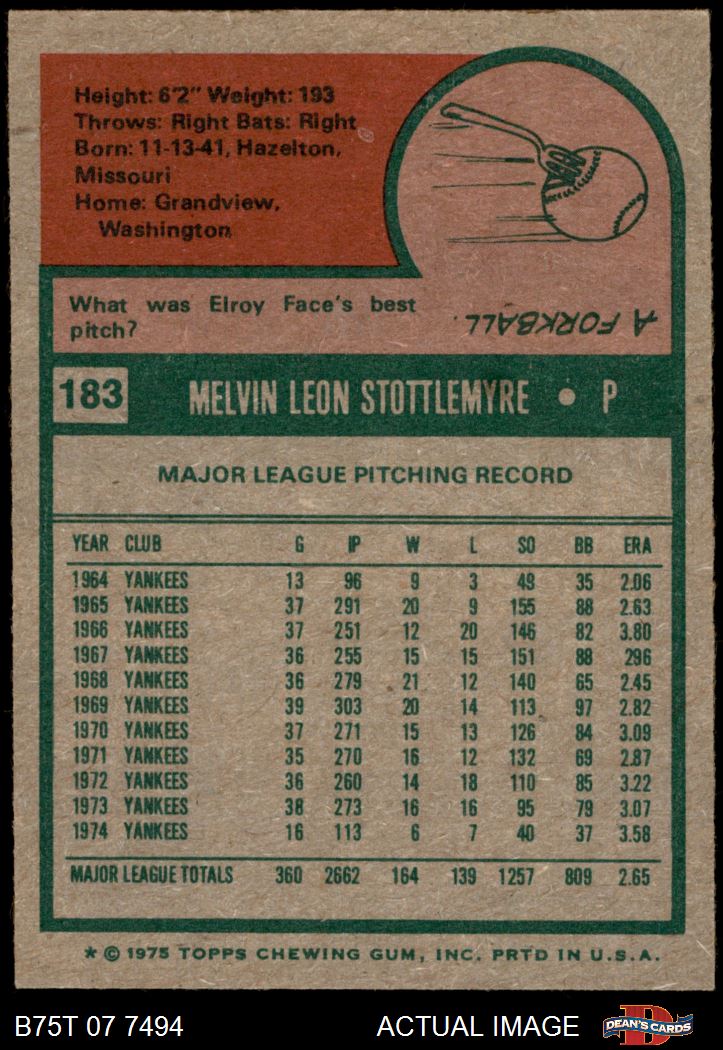 Height: 6'2" Weight: 193
Throws: Right Bats: Right
Born: 11-13-41, Hazelton,
Missouri
Home: Grandview,
Washington
What was Elroy Face's best
pitch?
A FORKBALL.
183 MELVIN LEON STOTTLEMYRE • P
MAJOR LEAGUE PITCHING RECORD
YEAR CLUB G IP W L SO BB ERA
1964 YANKEES 13 96 9 3 49 35 2.06
1965 YANKEES 37 291 20 9 155 88 2.63
1966 YANKEES 37 251 12 20 146 82 3.80
1967 YANKEES 36 255 15 15 151 88 296
1968 YANKEES 36 279 21 12 140 65 2.45
1969 YANKEES 39 303 20 14 113 97 2.82
1970 YANKEES 37 271 15 13 126 84 3.09
1971 YANKEES 35 270 16 12 132 69 2.87
1972 YANKEES 36 260 14 18 110 85 3.22
1973 YANKEES 38 273 16 16 95 79 3.07
1974 YANKEES 16 113 6 7 40 37 3.58
MAJOR LEAGUE TOTALS 360 2662 164 139 1257 809 2.65
* © 1975 TOPPS CHEWING GUM, INC. PRTD IN U.S.A.
B75T 07 7494 ACTUAL IMAGE D DEAN'S CARDS